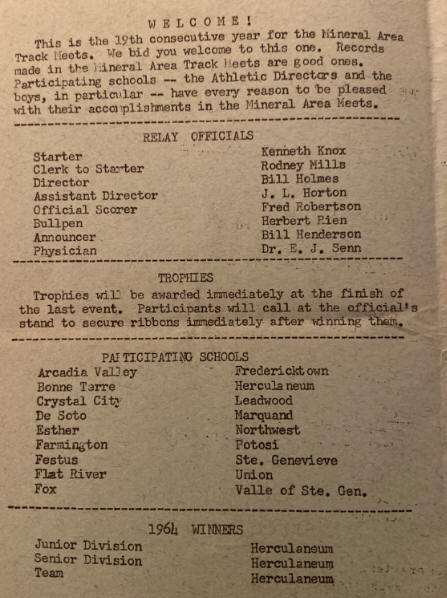 W E L C O M E !
This is the 19th consecutive year for the Mineral Area
Track Meets. We bid you welcome to this one. Records
made in the Mineral Area Track Meets are good ones.
Participating schools -- the Athletic Directors and the
boys, in particular -- have every reason to be pleased
with their accomplishments in the Mineral Area Meets.
RELAY OFFICIALS
Starter Kenneth Knox
Clerk to Starter Rodney Mills
Director Bill Holmes
Assistant Director J. L. Horton
Official Scorer Fred Robertson
Bullpen Herbert Rien
Announcer Bill Henderson
Physician Dr. E. J. Senn
TROPHIES
Trophies will be awarded immediately at the finish of
the last event. Participants will call at the official's
stand to secure ribbons immediately after winning them.
PARTICIPATING SCHOOLS
Arcadia Valley Fredericktown
Bonne Terre Herculaneum
Crystal City Leadwood
De Soto Marquand
Esther Northwest
Farmington Potosi
Festus Ste. Genevieve
Flat River Union
Fox Valle of Ste. Gen.
1964 WINNERS
Junior Division Herculaneum
Senior Division Herculaneum
Team Herculaneum